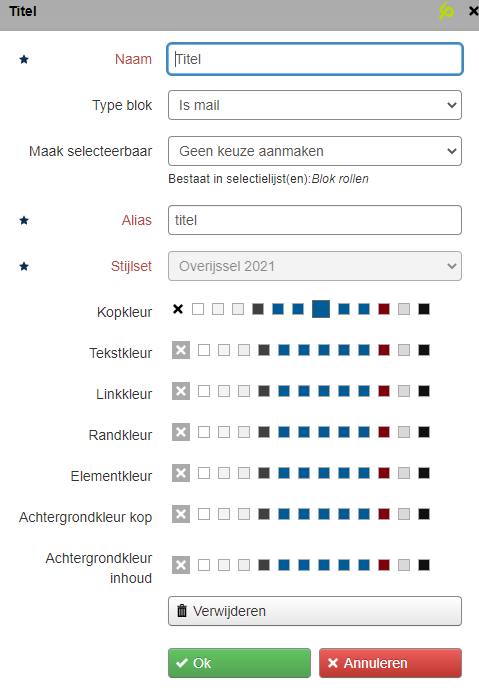 Titel
Naam Titel
Type blok Is mail
Maak selecteerbaar Geen keuze aanmaken
Bestaat in selectielijst(en):Blok rollen
Alias titel
Stijlset Overijssel 2021
Kopkleur
Tekstkleur
Linkkleur
Randkleur
Elementkleur
Achtergrondkleur kop
Achtergrondkleur
inhoud
Verwijderen
Ok Annuleren